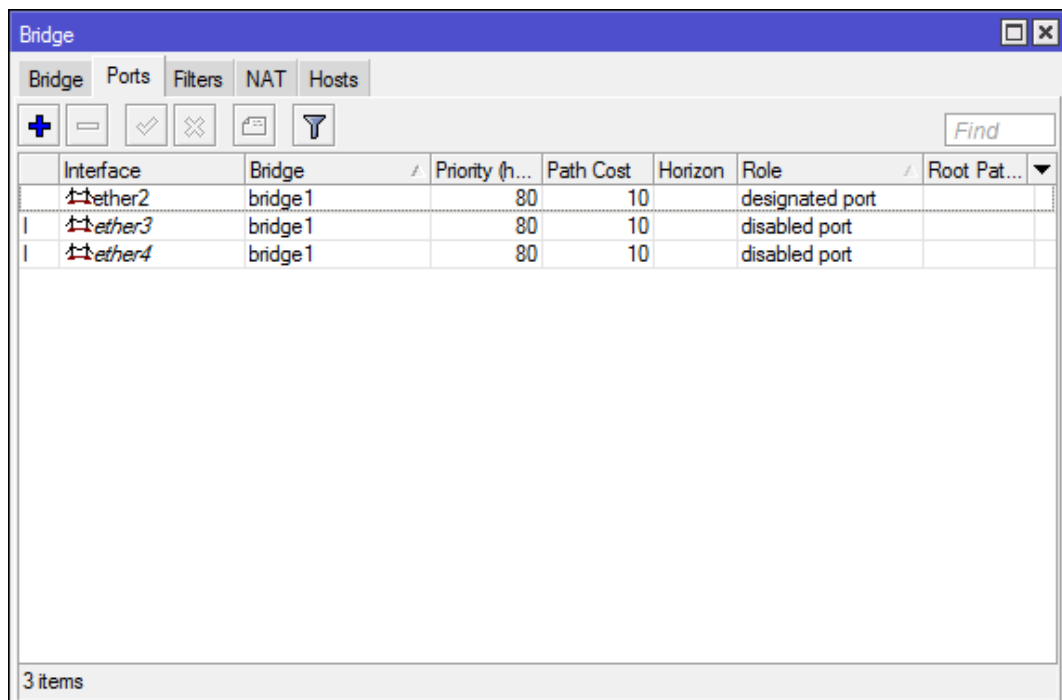 Bridge
Bridge Ports Filters NAT Hosts
Find
Interface Bridge Priority (h... Path Cost Horizon Role Root Pat...
ether2 bridge1 80 10 designated port
I ether3 bridge1 80 10 disabled port
I ether4 bridge1 80 10 disabled port
3 items